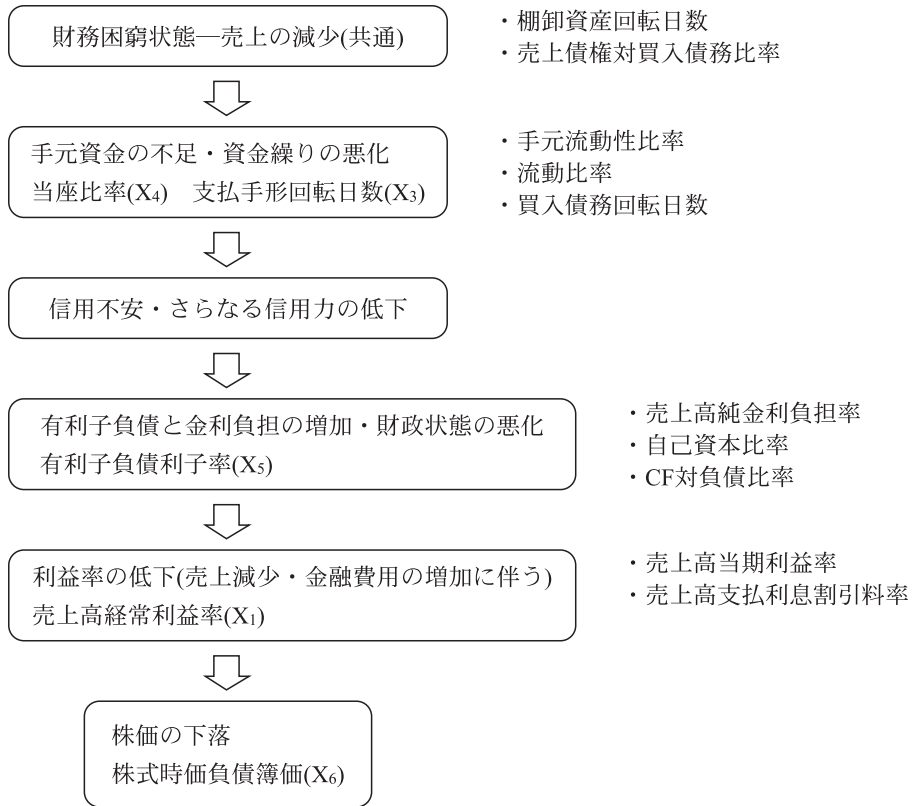 財務困窮状態―売上の減少(共通)
・棚卸資産回転日数
・売上債権対買入債務比率
手元資金の不足・資金繰りの悪化
当座比率(X₄) 支払手形回転日数(X₃)
・手元流動性比率
・流動比率
・買入債務回転日数
信用不安・さらなる信用力の低下
有利子負債と金利負担の増加・財政状態の悪化
有利子負債利子率(X₅)
・売上高純金利負担率
・自己資本比率
・CF対負債比率
利益率の低下(売上減少・金融費用の増加に伴う)
売上高経常利益率(X₁)
・売上高当期利益率
・売上高支払利息割引料率
株価の下落
株式時価負債簿価(X₆)